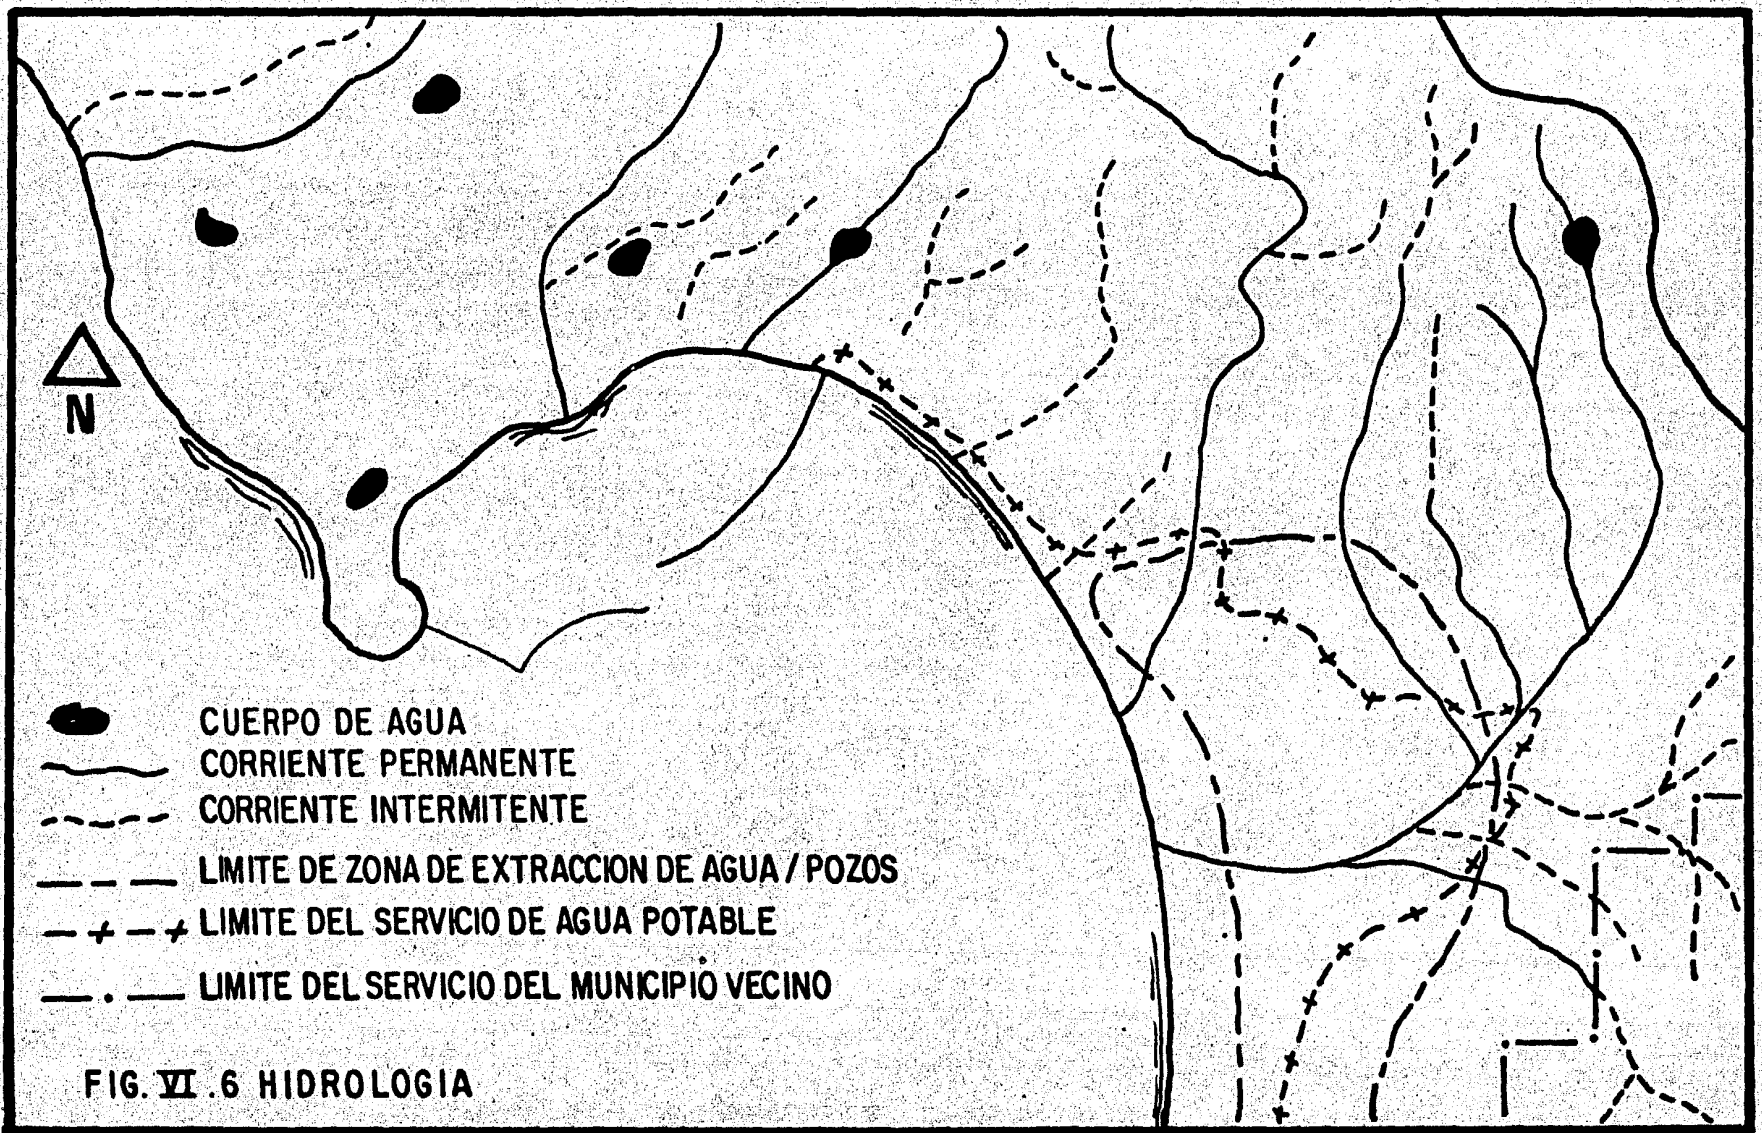 N
CUERPO DE AGUA
CORRIENTE PERMANENTE
CORRIENTE INTERMITENTE
LIMITE DE ZONA DE EXTRACCION DE AGUA / POZOS
LIMITE DEL SERVICIO DE AGUA POTABLE
LIMITE DEL SERVICIO DEL MUNICIPIO VECINO
FIG. VI .6 HIDROLOGIA